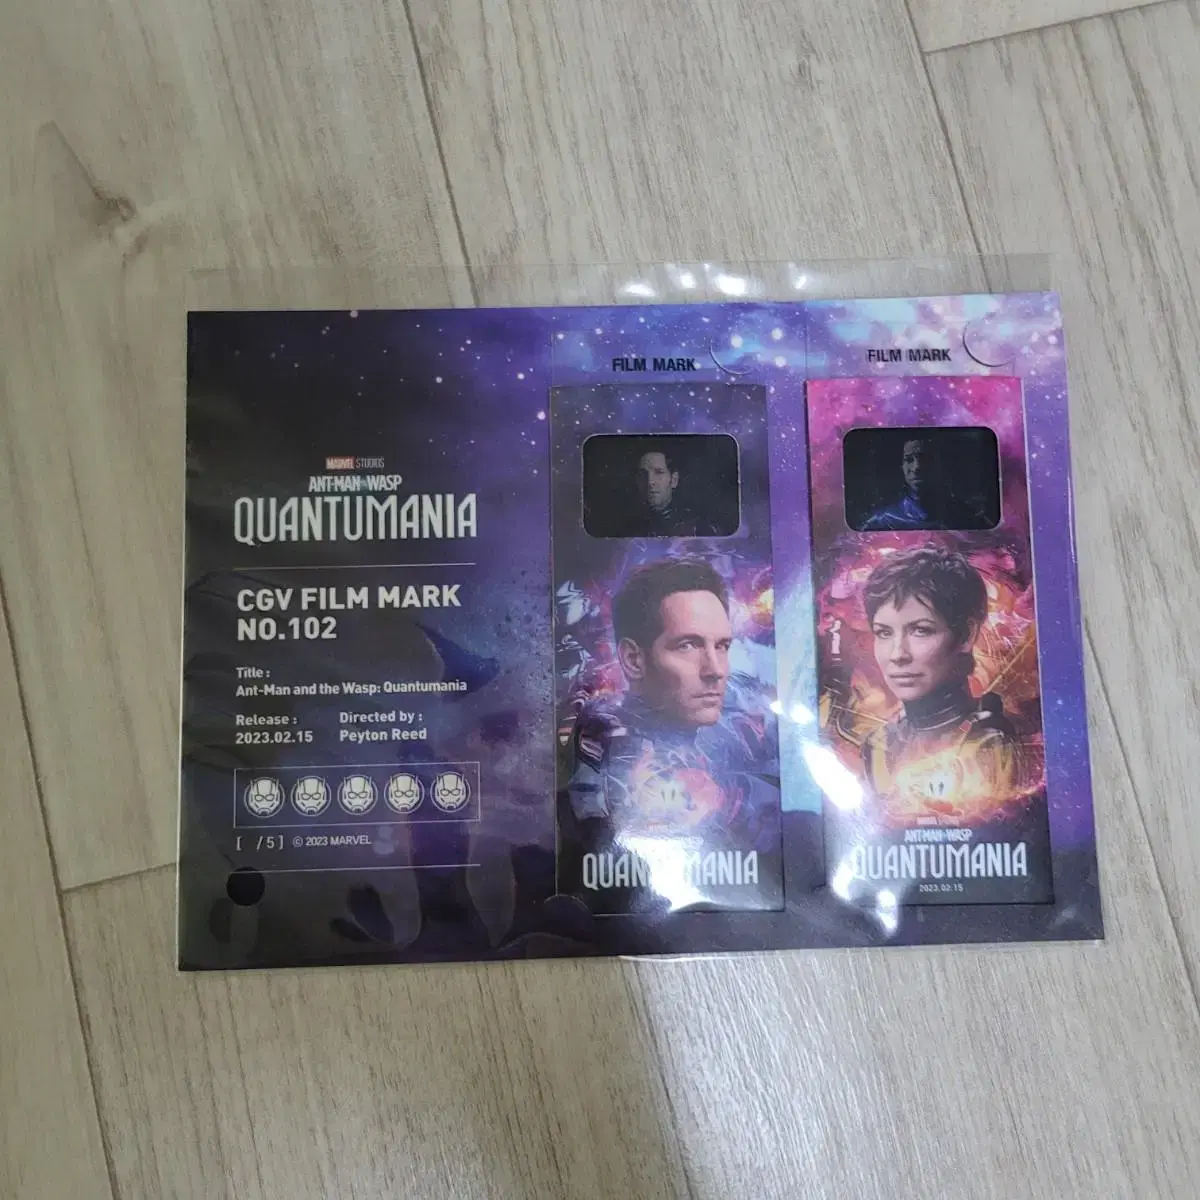 MARVEL STUDIOS
ANT-MAN AND THE WASP
QUANTUMANIA
CGV FILM MARK
NO.102
Title :
Ant-Man and the Wasp: Quantumania
Release :
2023.02.15
Directed by :
Peyton Reed
[ /5] © 2023 MARVEL
FILM MARK
QUANTUMANIA
FILM MARK
MARVEL STUDIOS
ANT-MAN AND THE WASP
QUANTUMANIA
2023.02.15